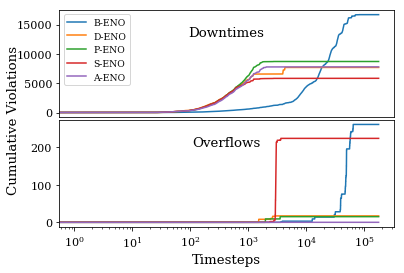 15000
10000
5000
0
B-ENO
D-ENO
P-ENO
S-ENO
A-ENO
Downtimes
Cumulative Violations
200
100
0
Overflows
10⁰ 10¹ 10² 10³ 10⁴ 10⁵
Timesteps